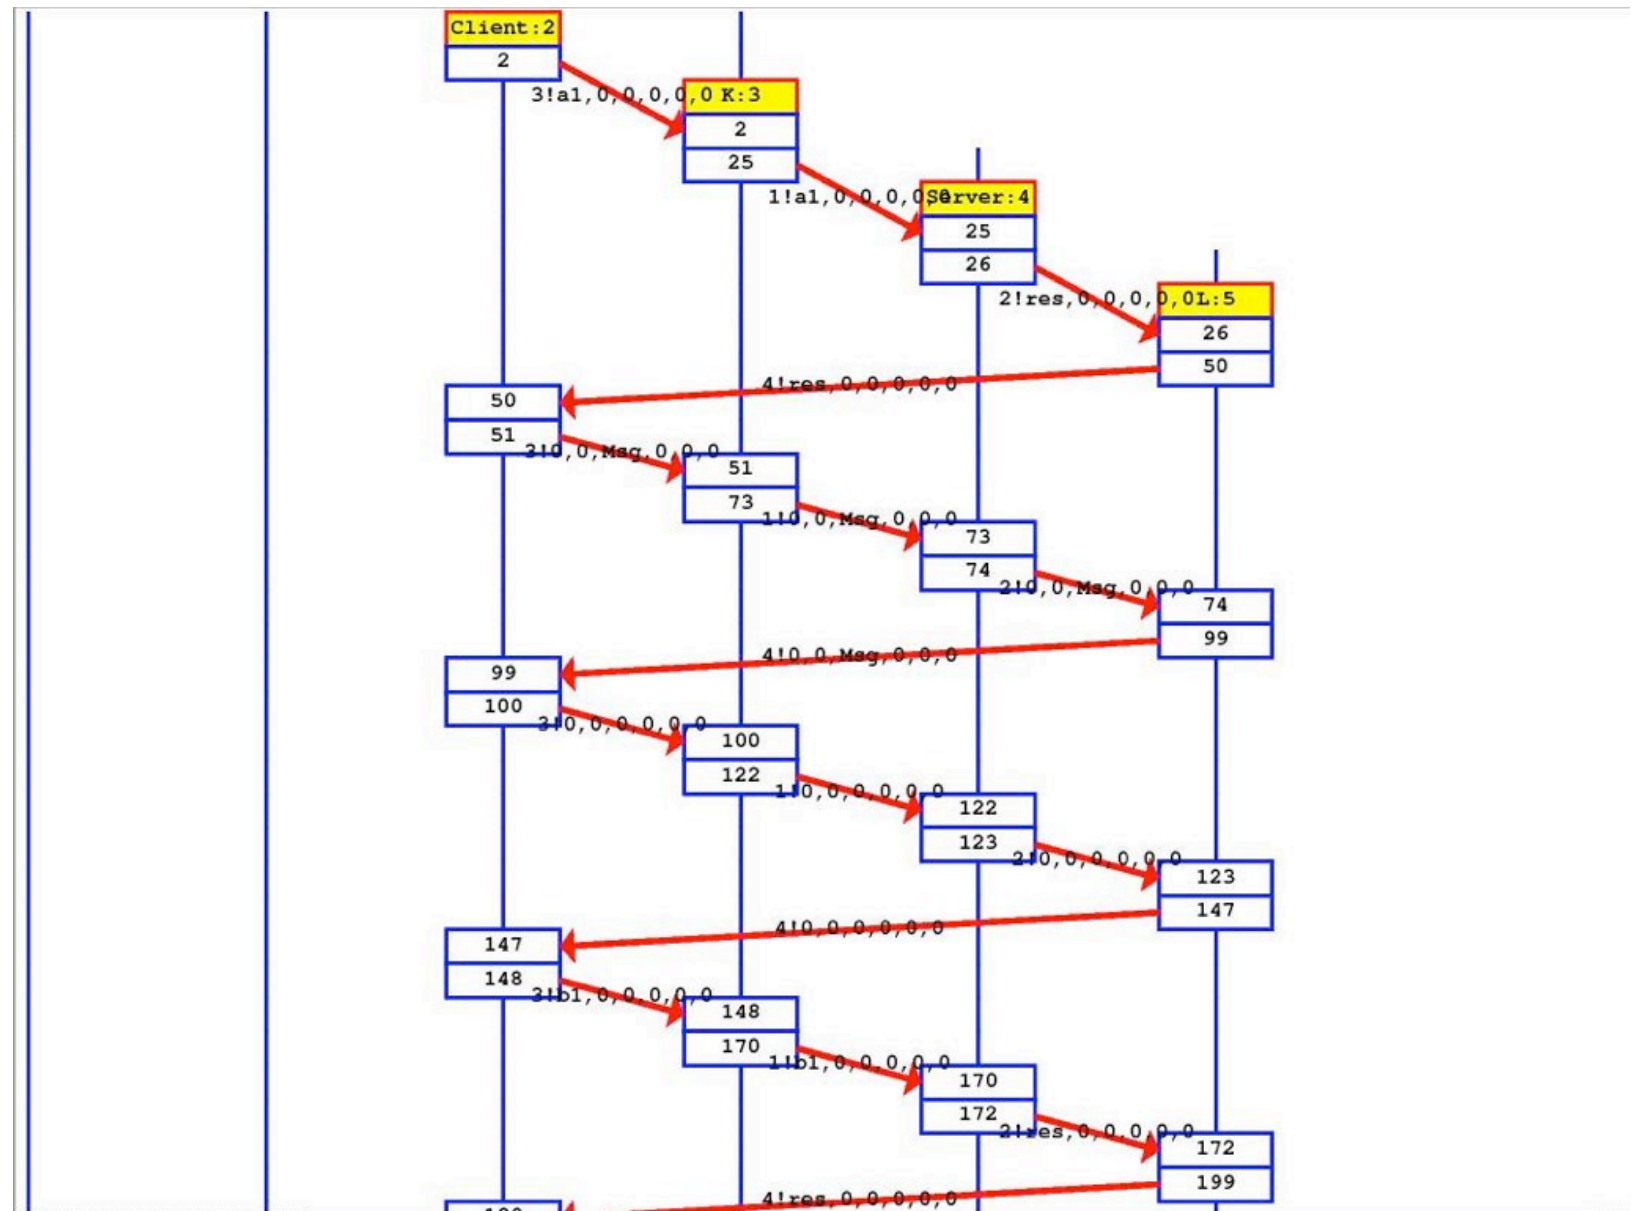 Client:2
2
3!a1,0,0,0,0,0
K:3
2
25
1!a1,0,0,0,0,0
Server:4
25
26
2!res,0,0,0,0,0
L:5
26
50
4!res,0,0,0,0,0
50
51
3!0,0,Msg,0,0,0
51
73
1!0,0,Msg,0,0,0
73
74
2!0,0,Msg,0,0,0
74
99
4!0,0,Msg,0,0,0
99
100
3!0,0,0,0,0,0
100
122
1!0,0,0,0,0,0
122
123
2!0,0,0,0,0,0
123
147
4!0,0,0,0,0,0
147
148
3!b1,0,0,0,0,0
148
170
1!b1,0,0,0,0,0
170
172
2!res,0,0,0,0,0
172
199
4!res,0,0,0,0,0